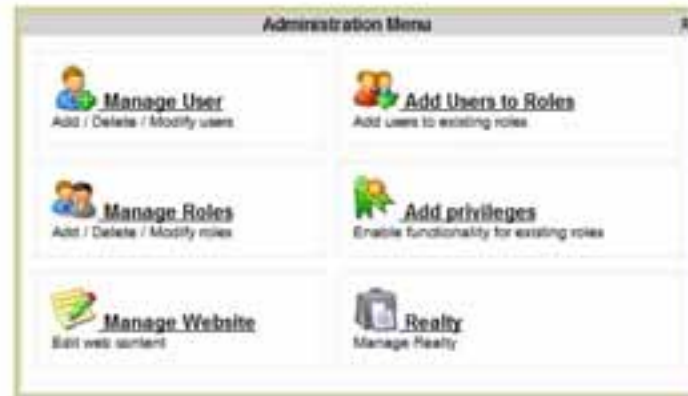 Administration Menu
Manage User
Add / Delete / Modify users
Add Users to Roles
Add users to existing roles
Manage Roles
Add / Delete / Modify roles
Add privileges
Enable functionality for existing roles
Manage Website
Edit web content
Realty
Manage Realty